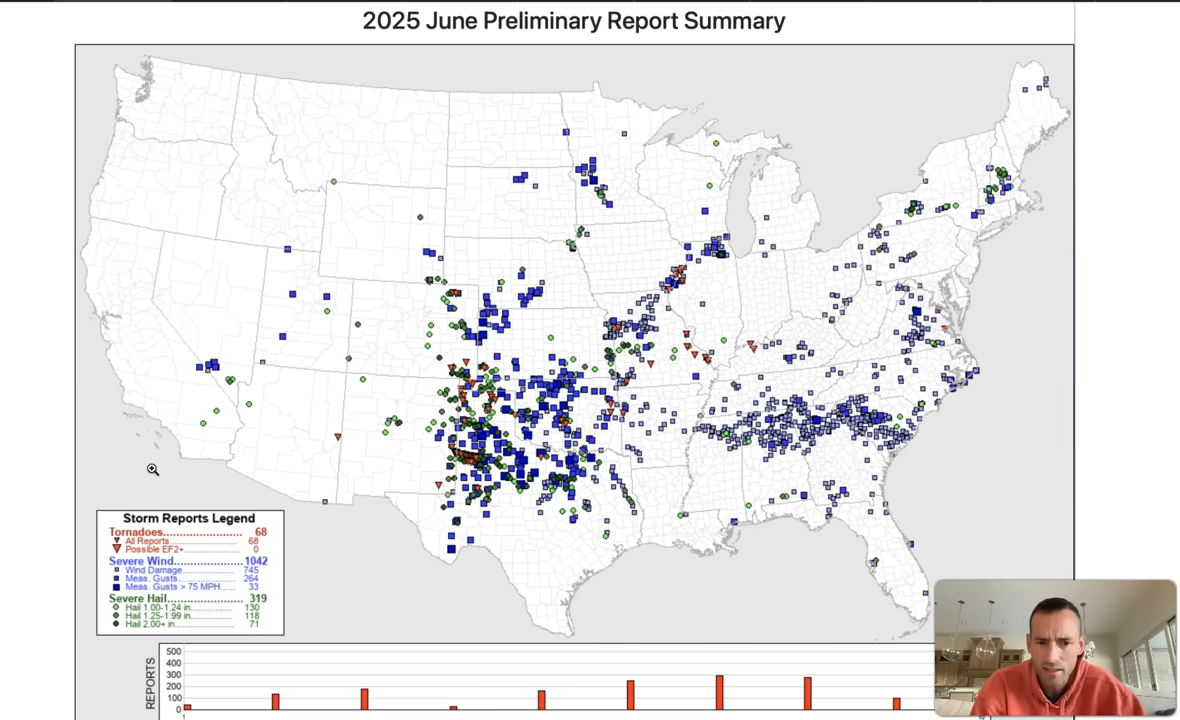 2025 June Preliminary Report Summary
Storm Reports Legend
Tornadoes........................ 68
All Reports........................ 68
Possible EF2+.................. 0
Severe Wind.................1042
Wind Damage.................. 745
Meas. Gusts.................... 264
Meas. Gusts > 75 MPH..... 33
Severe Hail................... 319
Hail 1.00-1.24 in............... 130
Hail 1.25-1.99 in............... 118
Hail 2.00+ in..................... 71
REPORTS
500
400
300
200
100
0
1